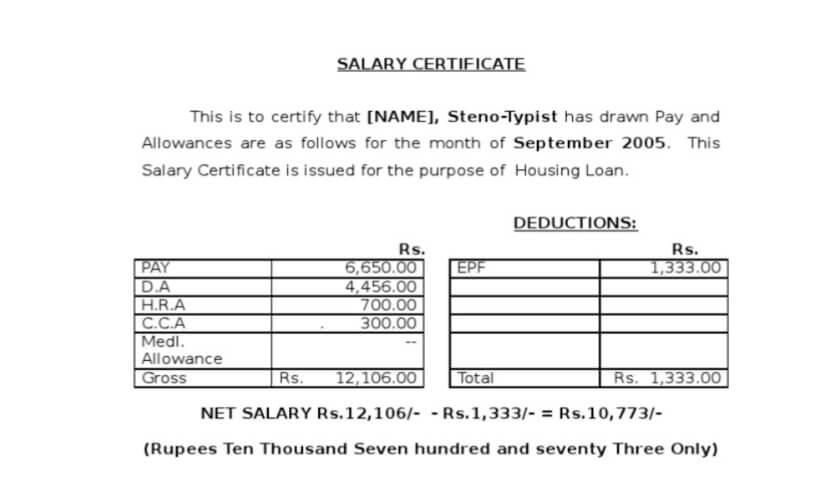 SALARY CERTIFICATE
This is to certify that [NAME], Steno-Typist has drawn Pay and
Allowances are as follows for the month of September 2005. This
Salary Certificate is issued for the purpose of Housing Loan.
DEDUCTIONS:
Rs. Rs.
PAY 6,650.00 EPF 1,333.00
D.A 4,456.00
H.R.A 700.00
C.C.A . 300.00
Medl. --
Allowance
Gross Rs. 12,106.00 Total Rs. 1,333.00
NET SALARY Rs.12,106/- - Rs.1,333/- = Rs.10,773/-
(Rupees Ten Thousand Seven hundred and seventy Three Only)